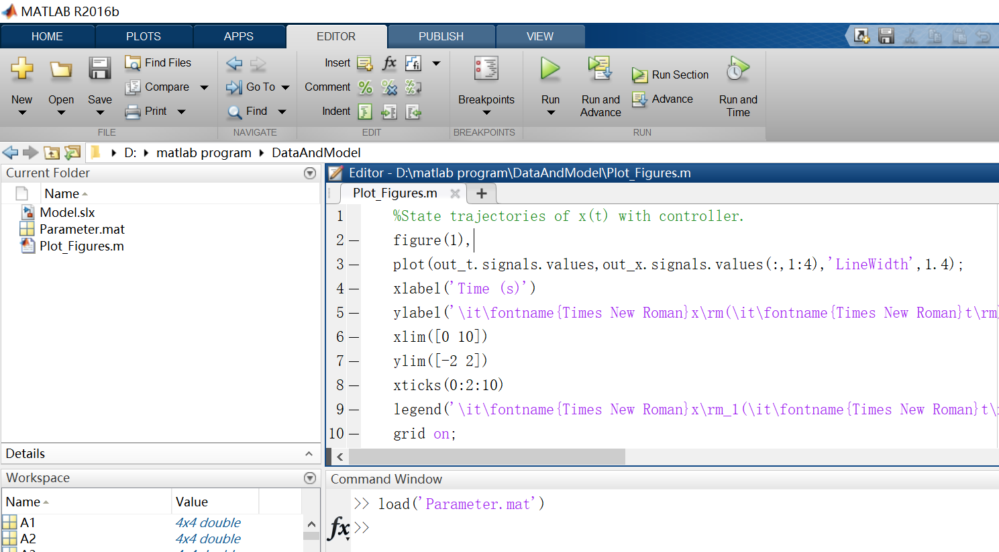 MATLAB R2016b
HOME PLOTS APPS EDITOR PUBLISH VIEW
New
Open
Save
Find Files
Compare
Print
FILE
Go To
Find
NAVIGATE
Insert fx fi
Comment
Indent
EDIT
Breakpoints
BREAKPOINTS
Run
Run and
Advance
Run Section
Advance
Run and
Time
RUN
D: matlab program DataAndModel
Current Folder
Name
Model.slx
Parameter.mat
Plot_Figures.m
Details
Workspace
Name Value
A1 4x4 double
A2 4x4 double
Editor - D:\matlab program\DataAndModel\Plot_Figures.m
Plot_Figures.m
1 %State trajectories of x(t) with controller.
2 figure(1),
3 plot(out_t.signals.values,out_x.signals.values(:,1:4),'LineWidth',1.4);
4 xlabel('Time (s)')
5 ylabel('\it\fontname{Times New Roman}x\rm(\it\fontname{Times New Roman}t\rm)
6 xlim([0 10])
7 ylim([-2 2])
8 xticks(0:2:10)
9 legend('\it\fontname{Times New Roman}x\rm_1(\it\fontname{Times New Roman}t\
10 grid on;
Command Window
>> load('Parameter.mat')
fx >>